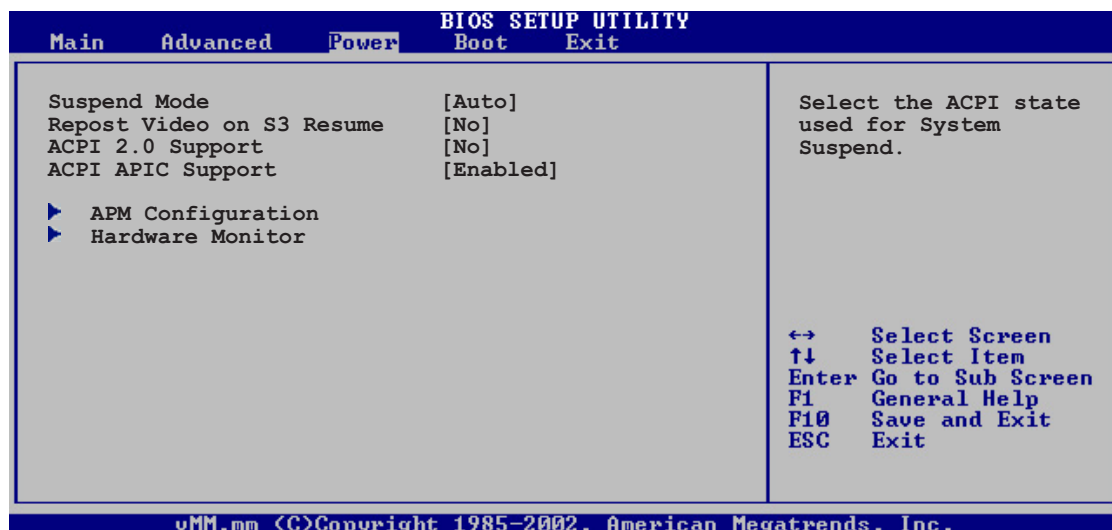 BIOS SETUP UTILITY
Main Advanced Power Boot Exit
Suspend Mode [Auto]
Repost Video on S3 Resume [No]
ACPI 2.0 Support [No]
ACPI APIC Support [Enabled]
APM Configuration
Hardware Monitor
Select the ACPI state
used for System
Suspend.
←→ Select Screen
↑↓ Select Item
Enter Go to Sub Screen
F1 General Help
F10 Save and Exit
ESC Exit
vMM.mm (C)Copyright 1985-2002, American Megatrends, Inc.